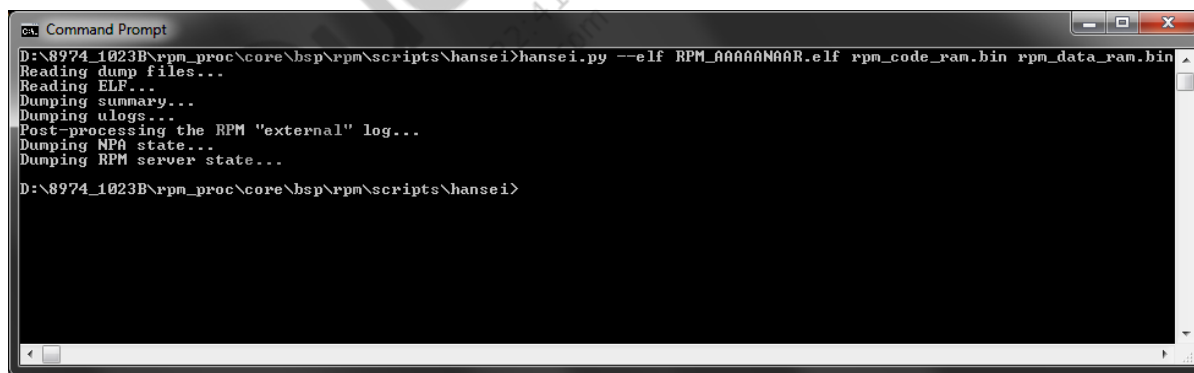 Command Prompt
D:\8974_1023B\rpm_proc\core\bsp\rpm\scripts\hansei>hansei.py --elf RPM_AAAAANAAR.elf rpm_code_ram.bin rpm_data_ram.bin
Reading dump files...
Reading ELF...
Dumping summary...
Dumping ulogs...
Post-processing the RPM "external" log...
Dumping NPA state...
Dumping RPM server state...
D:\8974_1023B\rpm_proc\core\bsp\rpm\scripts\hansei>